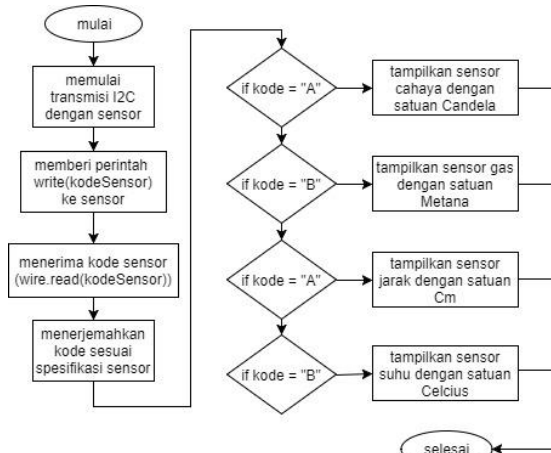 mulai
memulai
transmisi I2C
dengan sensor
memberi perintah
write(kodeSensor)
ke sensor
menerima kode sensor
(wire.read(kodeSensor))
menerjemahkan
kode sesuai
spesifikasi sensor
if kode = "A"
tampilkan sensor
cahaya dengan
satuan Candela
if kode = "B"
tampilkan sensor gas
dengan satuan
Metana
if kode = "A"
tampilkan sensor
jarak dengan satuan
Cm
if kode = "B"
tampilkan sensor
suhu dengan satuan
Celcius
selesai